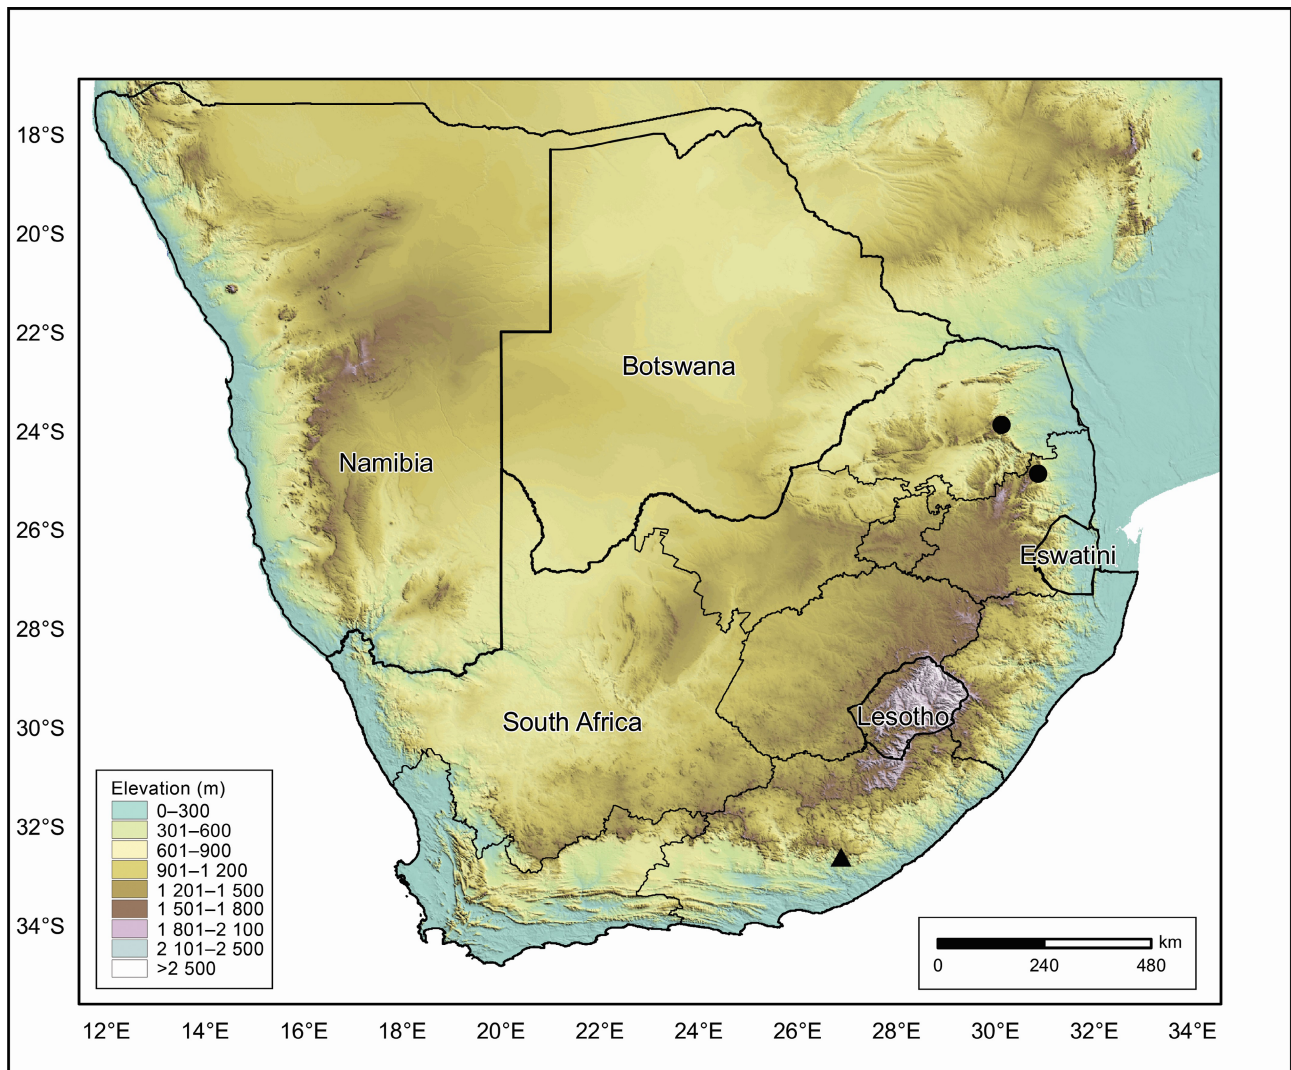 18°S
20°S
22°S
24°S
26°S
28°S
30°S
32°S
34°S
Botswana
Namibia
Eswatini
South Africa
Lesotho
Elevation (m)
0–300
301–600
601–900
901–1 200
1 201–1 500
1 501–1 800
1 801–2 100
2 101–2 500
>2 500
km
0 240 480
12°E 14°E 16°E 18°E 20°E 22°E 24°E 26°E 28°E 30°E 32°E 34°E